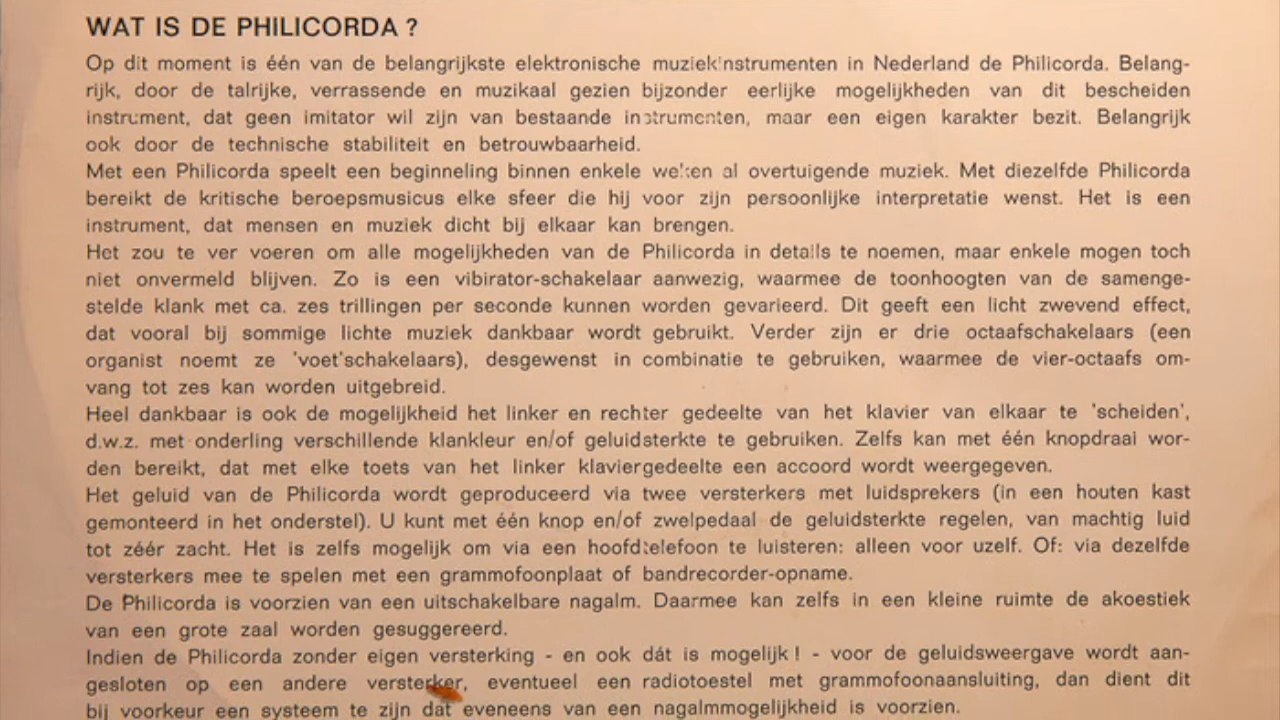 WAT IS DE PHILICORDA ?
Op dit moment is één van de belangrijkste elektronische muziekinstrumenten in Nederland de Philicorda. Belang-
rijk, door de talrijke, verrassende en muzikaal gezien bijzonder eerlijke mogelijkheden van dit bescheiden
instrument, dat geen imitator wil zijn van bestaande instrumenten, maar een eigen karakter bezit. Belangrijk
ook door de technische stabiliteit en betrouwbaarheid.
Met een Philicorda speelt een beginneling binnen enkele weken al overtuigende muziek. Met diezelfde Philicorda
bereikt de kritische beroepsmusicus elke sfeer die hij voor zijn persoonlijke interpretatie wenst. Het is een
instrument, dat mensen en muziek dicht bij elkaar kan brengen.
Het zou te ver voeren om alle mogelijkheden van de Philicorda in details te noemen, maar enkele mogen toch
niet onvermeld blijven. Zo is een vibirator-schakelaar aanwezig, waarmee de toonhoogten van de samenge-
stelde klank met ca. zes trillingen per seconde kunnen worden gevarieerd. Dit geeft een licht zwevend effect,
dat vooral bij sommige lichte muziek dankbaar wordt gebruikt. Verder zijn er drie octaafschakelaars (een
organist noemt ze 'voet'schakelaars), desgewenst in combinatie te gebruiken, waarmee de vier-octaafs om-
vang tot zes kan worden uitgebreid.
Heel dankbaar is ook de mogelijkheid het linker en rechter gedeelte van het klavier van elkaar te 'scheiden',
d.w.z. met onderling verschillende klankleur en/of geluidsterkte te gebruiken. Zelfs kan met één knopdraai wor-
den bereikt, dat met elke toets van het linker klaviergedeelte een accoord wordt weergegeven.
Het geluid van de Philicorda wordt geproduceerd via twee versterkers met luidsprekers (in een houten kast
gemonteerd in het onderstel). U kunt met één knop en/of zwelpedaal de geluidsterkte regelen, van machtig luid
tot zéér zacht. Het is zelfs mogelijk om via een hoofdtelefoon te luisteren: alleen voor uzelf. Of: via dezelfde
versterkers mee te spelen met een grammofoonplaat of bandrecorder-opname.
De Philicorda is voorzien van een uitschakelbare nagalm. Daarmee kan zelfs in een kleine ruimte de akoestiek
van een grote zaal worden gesuggereerd.
Indien de Philicorda zonder eigen versterking - en ook dát is mogelijk! - voor de geluidsweergave wordt aan-
gesloten op een andere versterker, eventueel een radiotoestel met grammofoonaansluiting, dan dient dit
bij voorkeur een systeem te zijn dat eveneens van een nagalmmogelijkheid is voorzien.